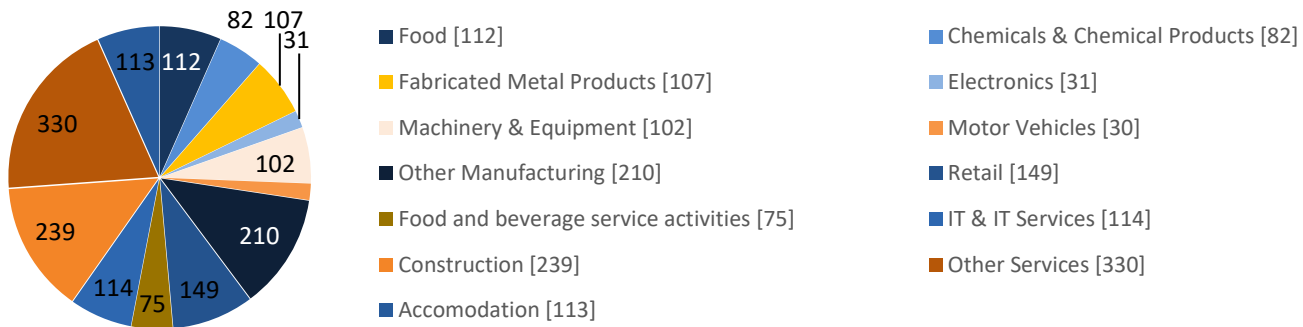 82 107
31
113 112
330
102
239
210
114 75 149
Food [112]
Chemicals & Chemical Products [82]
Fabricated Metal Products [107]
Electronics [31]
Machinery & Equipment [102]
Motor Vehicles [30]
Other Manufacturing [210]
Retail [149]
Food and beverage service activities [75]
IT & IT Services [114]
Construction [239]
Other Services [330]
Accomodation [113]